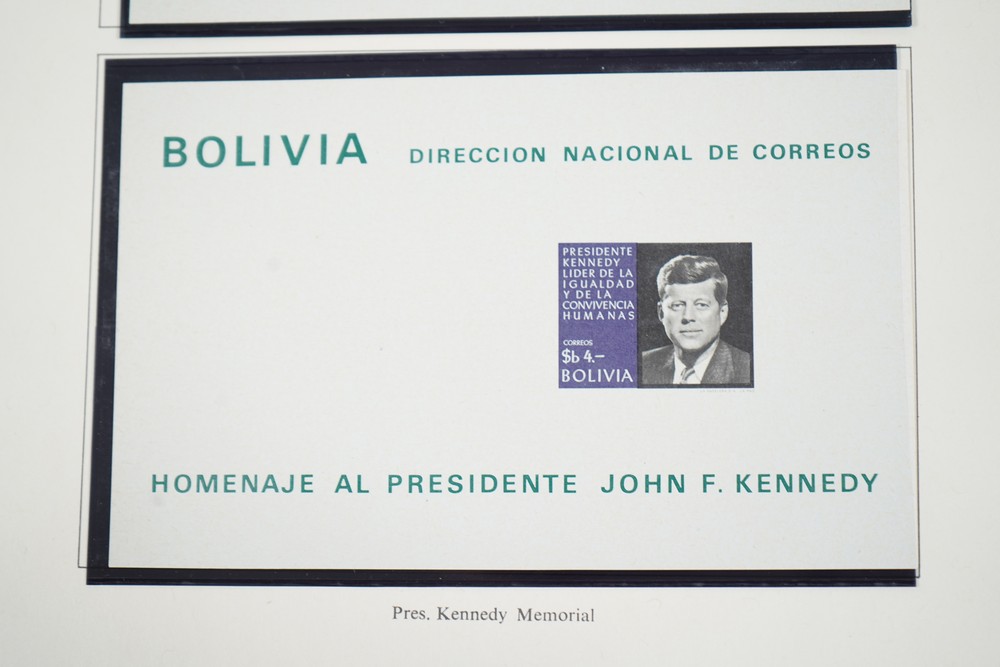 BOLIVIA DIRECCION NACIONAL DE CORREOS
PRESIDENTE
KENNEDY
LIDER DE LA
IGUALDAD
Y DE LA
CONVIVENCIA
HUMANAS
CORREOS
$b 4.–
BOLIVIA
HOMENAJE AL PRESIDENTE JOHN F. KENNEDY
Pres. Kennedy Memorial